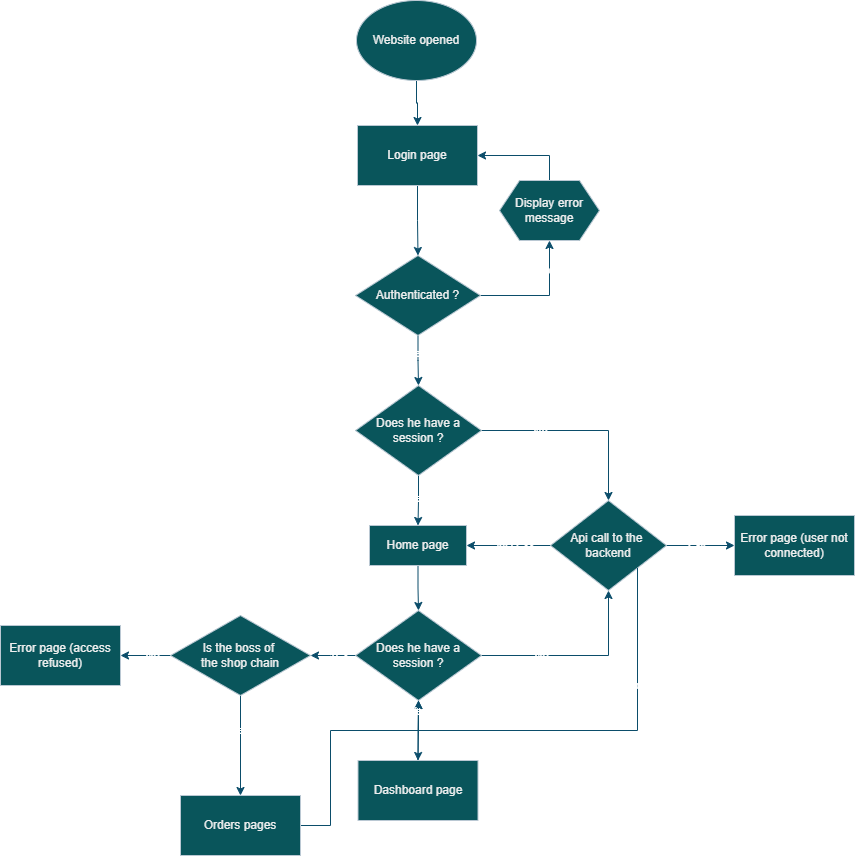 Website opened
Login page
Display error
message
Authenticated ?
Does he have a
session ?
Home page
Api call to the
backend
Error page (user not
connected)
Error page (access
refused)
Is the boss of
the shop chain
Does he have a
session ?
Dashboard page
Orders pages